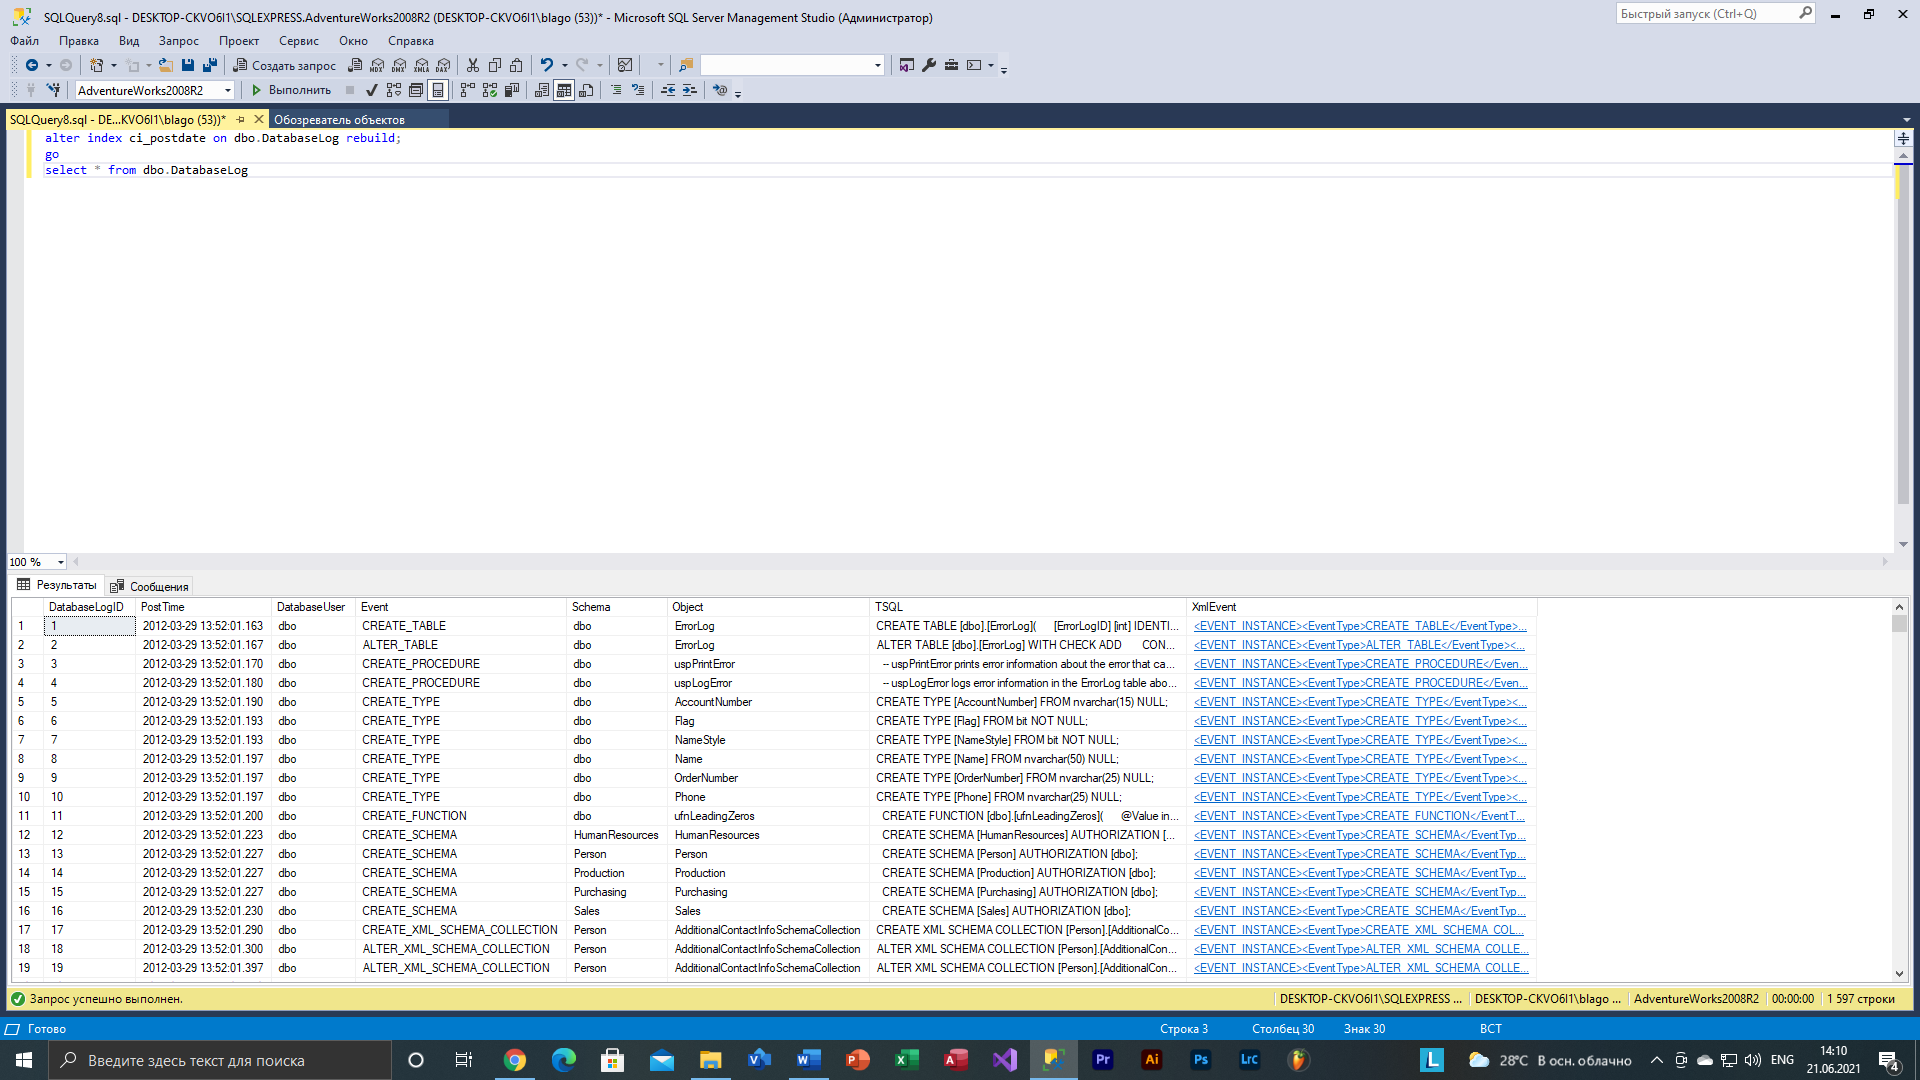 SQLQuery8.sql - DESKTOP-CKVO6I1\SQLEXPRESS.AdventureWorks2008R2 (DESKTOP-CKVO6I1\blago (53))* - Microsoft SQL Server Management Studio (Администратор)
Быстрый запуск (Ctrl+Q)
Файл Правка Вид Запрос Проект Сервис Окно Справка
Создать запрос MDX DMX XMLA DAX
AdventureWorks2008R2 Выполнить
SQLQuery8.sql - DE...KVO6I1\blago (53))* Обозреватель объектов
alter index ci_postdate on dbo.DatabaseLog rebuild;
go
select * from dbo.DatabaseLog
100 %
Результаты Сообщения
DatabaseLogID PostTime DatabaseUser Event Schema Object TSQL XmlEvent
1 1 2012-03-29 13:52:01.163 dbo CREATE_TABLE dbo ErrorLog CREATE TABLE [dbo].[ErrorLog]( [ErrorLogID] [int] IDENTI... <EVENT_INSTANCE><EventType>CREATE_TABLE</EventType>...
2 2 2012-03-29 13:52:01.167 dbo ALTER_TABLE dbo ErrorLog ALTER TABLE [dbo].[ErrorLog] WITH CHECK ADD CON... <EVENT_INSTANCE><EventType>ALTER_TABLE</EventType><...
3 3 2012-03-29 13:52:01.170 dbo CREATE_PROCEDURE dbo uspPrintError -- uspPrintError prints error information about the error that ca... <EVENT_INSTANCE><EventType>CREATE_PROCEDURE</Even...
4 4 2012-03-29 13:52:01.180 dbo CREATE_PROCEDURE dbo uspLogError -- uspLogError logs error information in the ErrorLog table abo... <EVENT_INSTANCE><EventType>CREATE_PROCEDURE</Even...
5 5 2012-03-29 13:52:01.190 dbo CREATE_TYPE dbo AccountNumber CREATE TYPE [AccountNumber] FROM nvarchar(15) NULL; <EVENT_INSTANCE><EventType>CREATE_TYPE</EventType><...
6 6 2012-03-29 13:52:01.193 dbo CREATE_TYPE dbo Flag CREATE TYPE [Flag] FROM bit NOT NULL; <EVENT_INSTANCE><EventType>CREATE_TYPE</EventType><...
7 7 2012-03-29 13:52:01.193 dbo CREATE_TYPE dbo NameStyle CREATE TYPE [NameStyle] FROM bit NOT NULL; <EVENT_INSTANCE><EventType>CREATE_TYPE</EventType><...
8 8 2012-03-29 13:52:01.197 dbo CREATE_TYPE dbo Name CREATE TYPE [Name] FROM nvarchar(50) NULL; <EVENT_INSTANCE><EventType>CREATE_TYPE</EventType><...
9 9 2012-03-29 13:52:01.197 dbo CREATE_TYPE dbo OrderNumber CREATE TYPE [OrderNumber] FROM nvarchar(25) NULL; <EVENT_INSTANCE><EventType>CREATE_TYPE</EventType><...
10 10 2012-03-29 13:52:01.197 dbo CREATE_TYPE dbo Phone CREATE TYPE [Phone] FROM nvarchar(25) NULL; <EVENT_INSTANCE><EventType>CREATE_TYPE</EventType><...
11 11 2012-03-29 13:52:01.200 dbo CREATE_FUNCTION dbo ufnLeadingZeros CREATE FUNCTION [dbo].[ufnLeadingZeros]( @Value in... <EVENT_INSTANCE><EventType>CREATE_FUNCTION</EventT...
12 12 2012-03-29 13:52:01.223 dbo CREATE_SCHEMA HumanResources HumanResources CREATE SCHEMA [HumanResources] AUTHORIZATION [... <EVENT_INSTANCE><EventType>CREATE_SCHEMA</EventTyp...
13 13 2012-03-29 13:52:01.227 dbo CREATE_SCHEMA Person Person CREATE SCHEMA [Person] AUTHORIZATION [dbo]; <EVENT_INSTANCE><EventType>CREATE_SCHEMA</EventTyp...
14 14 2012-03-29 13:52:01.227 dbo CREATE_SCHEMA Production Production CREATE SCHEMA [Production] AUTHORIZATION [dbo]; <EVENT_INSTANCE><EventType>CREATE_SCHEMA</EventTyp...
15 15 2012-03-29 13:52:01.227 dbo CREATE_SCHEMA Purchasing Purchasing CREATE SCHEMA [Purchasing] AUTHORIZATION [dbo]; <EVENT_INSTANCE><EventType>CREATE_SCHEMA</EventTyp...
16 16 2012-03-29 13:52:01.230 dbo CREATE_SCHEMA Sales Sales CREATE SCHEMA [Sales] AUTHORIZATION [dbo]; <EVENT_INSTANCE><EventType>CREATE_SCHEMA</EventTyp...
17 17 2012-03-29 13:52:01.290 dbo CREATE_XML_SCHEMA_COLLECTION Person AdditionalContactInfoSchemaCollection CREATE XML SCHEMA COLLECTION [Person].[AdditionalCo... <EVENT_INSTANCE><EventType>CREATE_XML_SCHEMA_COL...
18 18 2012-03-29 13:52:01.300 dbo ALTER_XML_SCHEMA_COLLECTION Person AdditionalContactInfoSchemaCollection ALTER XML SCHEMA COLLECTION [Person].[AdditionalCon... <EVENT_INSTANCE><EventType>ALTER_XML_SCHEMA_COLLE...
19 19 2012-03-29 13:52:01.397 dbo ALTER_XML_SCHEMA_COLLECTION Person AdditionalContactInfoSchemaCollection ALTER XML SCHEMA COLLECTION [Person].[AdditionalCon... <EVENT_INSTANCE><EventType>ALTER_XML_SCHEMA_COLLE...
Запрос успешно выполнен. DESKTOP-CKVO6I1\SQLEXPRESS ... DESKTOP-CKVO6I1\blago ... AdventureWorks2008R2 00:00:00 1 597 строки
Готово Строка 3 Столбец 30 Знак 30 ВСТ
Введите здесь текст для поиска Pr Ai Ps Lrc L 28°C В осн. облачно ENG 14:10
21.06.2021 4